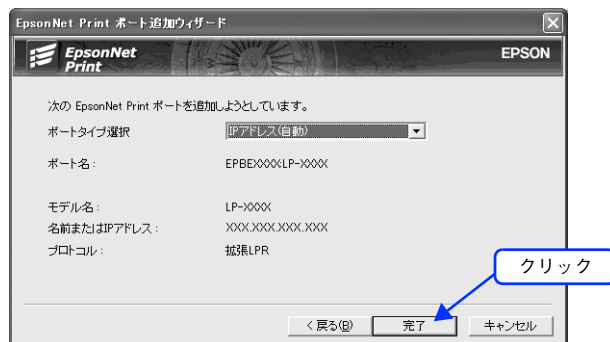 EpsonNet Print ポート追加ウィザード
EpsonNet
Print
EPSON
次の EpsonNet Print ポートを追加しようとしています。
ポートタイプ選択 IPアドレス(自動)
ポート名: EPBEXXXX:LP-XXXX
モデル名: LP-XXXX
名前またはIPアドレス: XXX.XXX.XXX.XXX
プロトコル: 拡張LPR
クリック
< 戻る(B) 完了 キャンセル